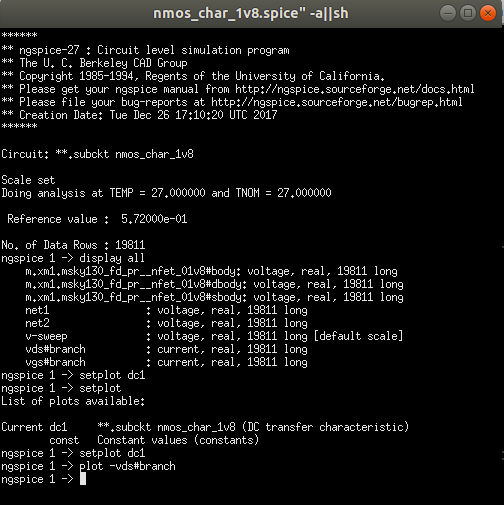 nmos_char_1v8.spice" -a||sh
******
** ngspice-27 : Circuit level simulation program
** The U. C. Berkeley CAD Group
** Copyright 1985-1994, Regents of the University of California.
** Please get your ngspice manual from http://ngspice.sourceforge.net/docs.html
** Please file your bug-reports at http://ngspice.sourceforge.net/bugrep.html
** Creation Date: Tue Dec 26 17:10:20 UTC 2017
******
Circuit: **.subckt nmos_char_1v8
Scale set
Doing analysis at TEMP = 27.000000 and TNOM = 27.000000
Reference value :  5.72000e-01
No. of Data Rows : 19811
ngspice 1 -> display all
m.xm1.msky130_fd_pr__nfet_01v8#body: voltage, real, 19811 long
m.xm1.msky130_fd_pr__nfet_01v8#dbody: voltage, real, 19811 long
m.xm1.msky130_fd_pr__nfet_01v8#sbody: voltage, real, 19811 long
net1                : voltage, real, 19811 long
net2                : voltage, real, 19811 long
v-sweep             : voltage, real, 19811 long [default scale]
vds#branch          : current, real, 19811 long
vgs#branch          : current, real, 19811 long
ngspice 1 -> setplot dc1
ngspice 1 -> setplot
List of plots available:
Current dc1     **.subckt nmos_char_1v8 (DC transfer characteristic)
const   Constant values (constants)
ngspice 1 -> setplot dc1
ngspice 1 -> plot -vds#branch
ngspice 1 ->